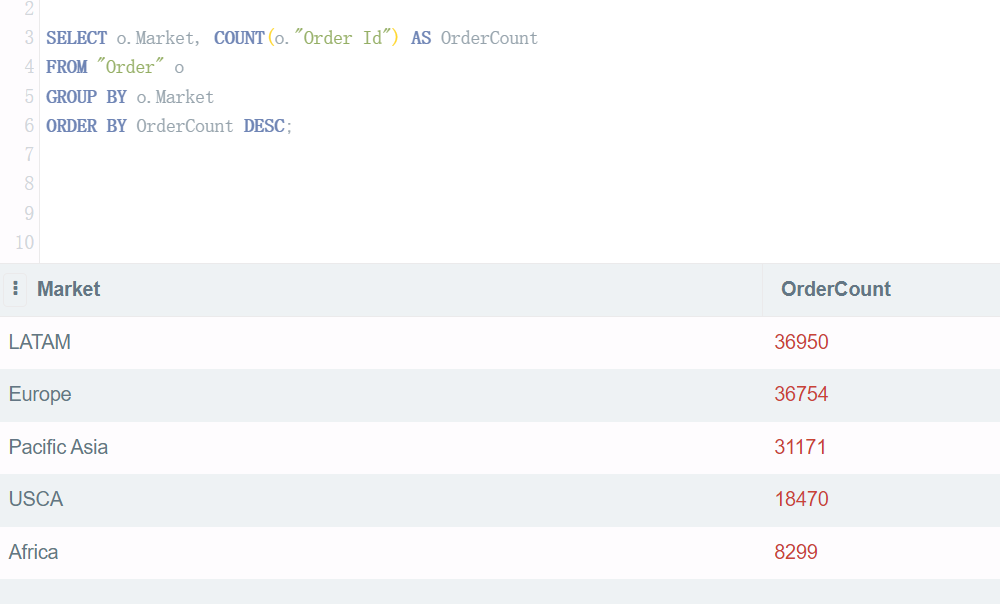 2
3 SELECT o.Market, COUNT(o."Order Id") AS OrderCount
4 FROM "Order" o
5 GROUP BY o.Market
6 ORDER BY OrderCount DESC;
7
8
9
10
Market OrderCount
LATAM 36950
Europe 36754
Pacific Asia 31171
USCA 18470
Africa 8299